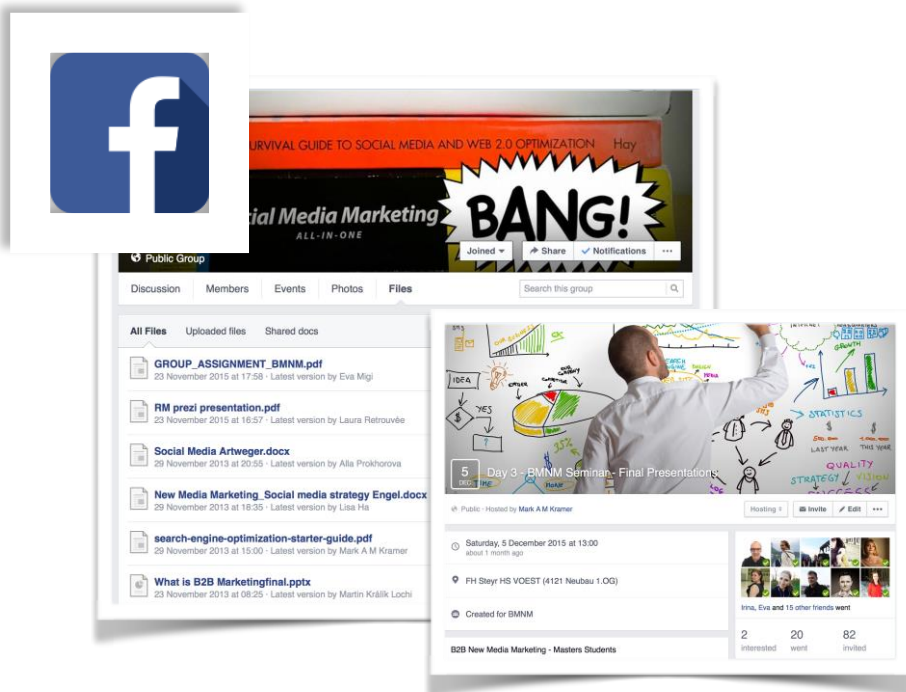 f
SURVIVAL GUIDE TO SOCIAL MEDIA AND WEB 2.0 OPTIMIZATION Hay
cial Media Marketing
ALL-IN-ONE
BANG!
Public Group
Joined Share Notifications
Discussion Members Events Photos Files
Search this group
All Files Uploaded files Shared docs
GROUP_ASSIGNMENT_BMNM.pdf
23 November 2015 at 17:58 · Latest version by Eva Migi
RM prezi presentation.pdf
23 November 2015 at 16:57 · Latest version by Laura Retrouvée
Social Media Artweger.docx
29 November 2013 at 20:55 · Latest version by Alla Prokhorova
New Media Marketing_Social media strategy Engel.docx
29 November 2013 at 18:35 · Latest version by Lisa Ha
search-engine-optimization-starter-guide.pdf
29 November 2013 at 15:00 · Latest version by Mark A M Kramer
What is B2B Marketingfinal.pptx
23 November 2013 at 08:25 · Latest version by Martin Králik Lochi
OUR BUSINESS
OK
IDEA
YES
?
$
35%
GROWTH
STATISTICS
$ $
LAST YEAR THIS YEAR
QUALITY
STRATEGY VISION
SUCCESS
5
DEC
Day 3 - BMNM Seminar - Final Presentations
Public · Hosted by Mark A M Kramer
Hosting Invite Edit
Saturday, 5 December 2015 at 13:00
about 1 month ago
FH Steyr HS VOEST (4121 Neubau 1.OG)
Created for BMNM
B2B New Media Marketing - Masters Students
Irina, Eva and 15 other friends went
2 20 82
interested went invited